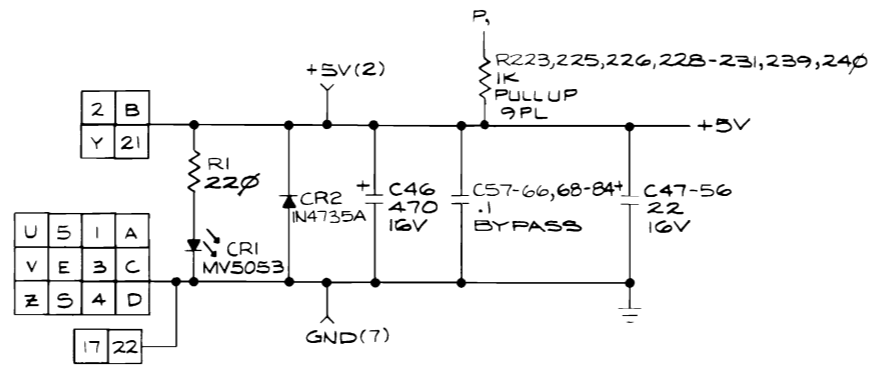 P,
R223,225,226,228-231,239,240
1K
PULL UP
9PL
+5V(2)
+5V
2 B
Y 21
R1
220
CR2
IN4735A
+ C46
470
16V
C57-66,68-84
.1
BYPASS
+ C47-56
22
16V
CR1
MV5053
U 5 1 A
V E 3 C
Z S 4 D
17 22
GND(7)